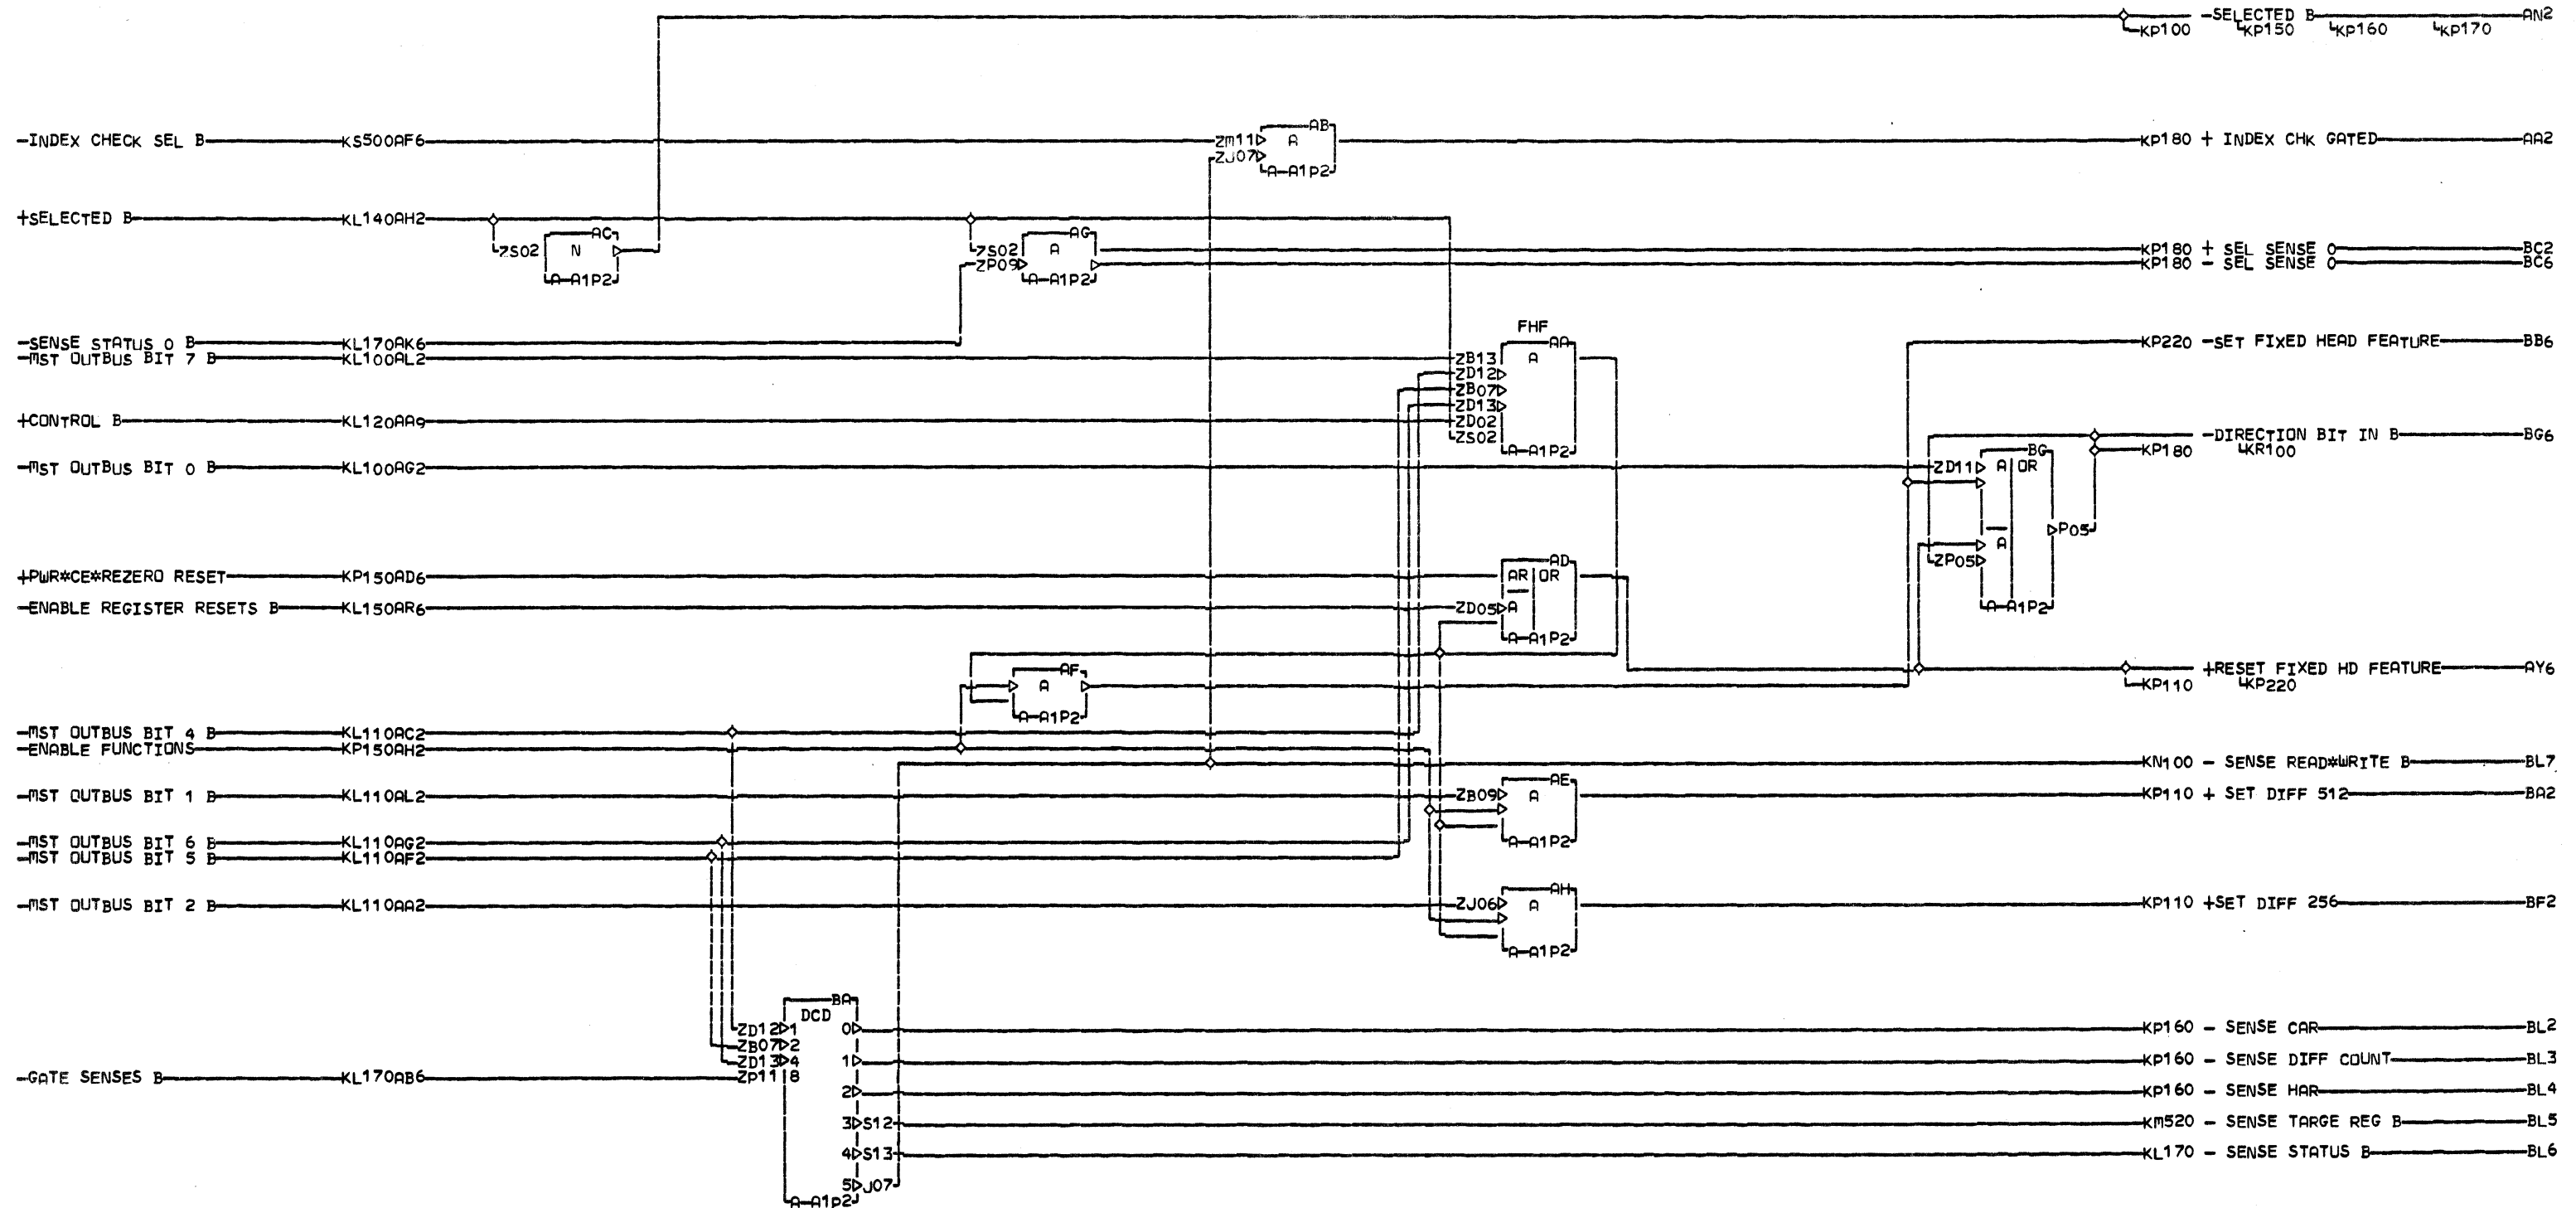 KP100 -SELECTED B AN2
KP150 KP160 KP170
-INDEX CHECK SEL B KS500AF6 ZM11 ZJ07 AB A A-A1P2 KP180 + INDEX CHK GATED AA2
+SELECTED B KL140AH2
ZS02 AC N A-A1P2
ZS02 ZP09 AG A A-A1P2
KP180 + SEL SENSE 0 BC2
KP180 - SEL SENSE 0 BC6
FHF
-SENSE STATUS 0 B KL170AK6 AA KP220 -SET FIXED HEAD FEATURE BB6
-MST OUTBUS BIT 7 B KL100AL2 ZB13 A
ZD12
ZB07
ZD13
+CONTROL B KL120AA9 ZD02
ZS02 -DIRECTION BIT IN B BG6
A-A1P2 BG KP180 KR100
-MST OUTBUS BIT 0 B KL100AG2 ZD11 A OR
P05
A
ZP05
A-A1P2
AD
+PWR*CE*REZERO RESET KP150AD6 AR OR
-ENABLE REGISTER RESETS B KL150AR6 ZD05 A
A-A1P2
AF +RESET FIXED HD FEATURE AY6
A KP110 KP220
A-A1P2
-MST OUTBUS BIT 4 B KL110AC2
-ENABLE FUNCTIONS KP150AH2
KN100 - SENSE READ*WRITE B BL7
AE
-MST OUTBUS BIT 1 B KL110AL2 ZB09 A KP110 + SET DIFF 512 BA2
-MST OUTBUS BIT 6 B KL110AG2 A-A1P2
-MST OUTBUS BIT 5 B KL110AF2
AH
-MST OUTBUS BIT 2 B KL110AA2 ZJ06 A KP110 +SET DIFF 256 BF2
A-A1P2
BA
DCD
ZD12 1 0 KP160 - SENSE CAR BL2
ZB07 2
ZD13 4 1 KP160 - SENSE DIFF COUNT BL3
-GATE SENSES B KL170AB6 ZP11 8
2 KP160 - SENSE HAR BL4
3 S12 KM520 - SENSE TARGE REG B BL5
4 S13 KL170 - SENSE STATUS B BL6
5 J07
A-A1P2